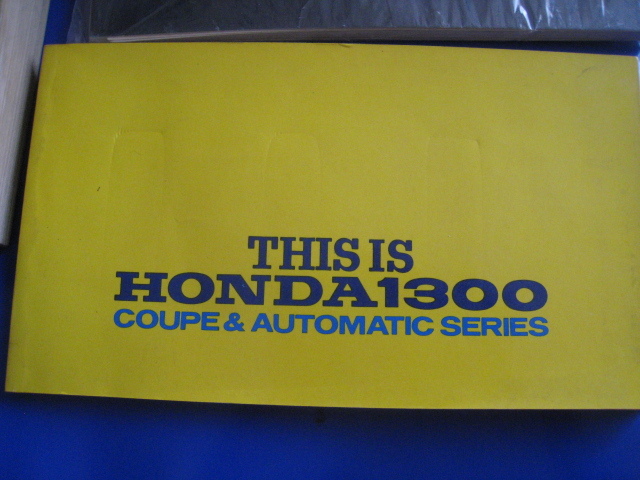 THIS IS
HONDA1300
COUPE & AUTOMATIC SERIES